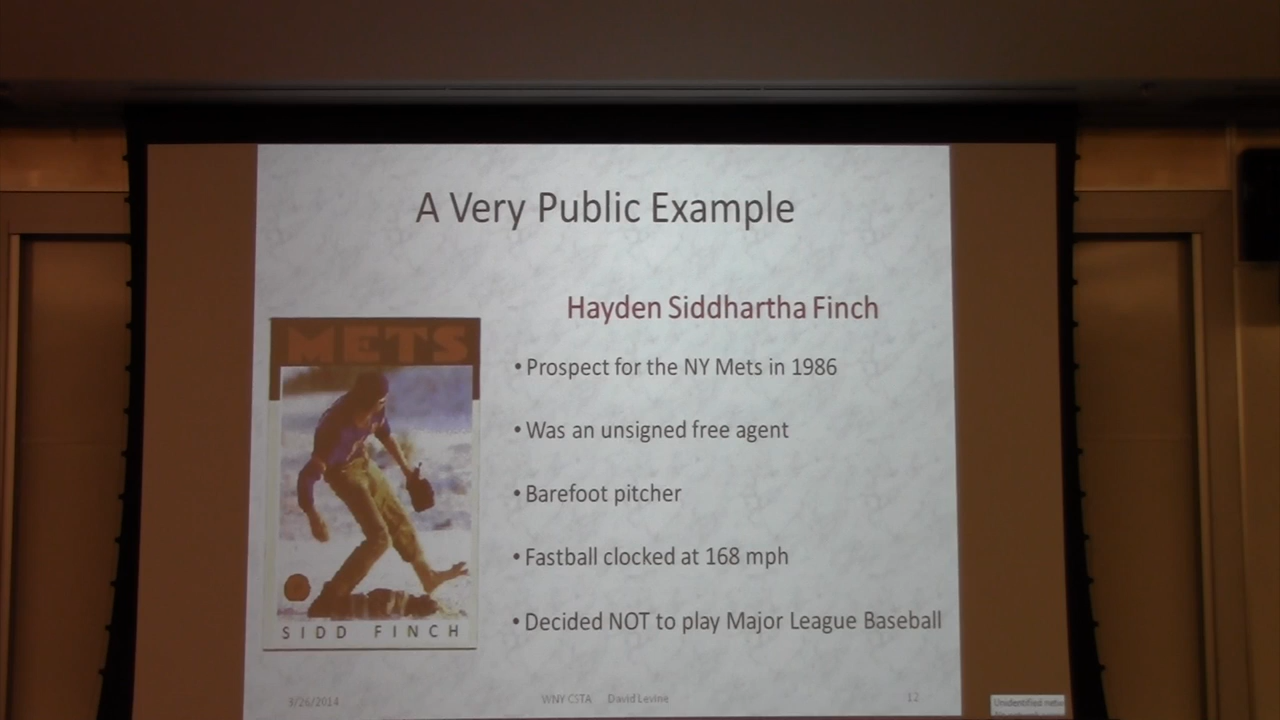 A Very Public Example
Hayden Siddhartha Finch
METS
• Prospect for the NY Mets in 1986
• Was an unsigned free agent
• Barefoot pitcher
• Fastball clocked at 168 mph
• Decided NOT to play Major League Baseball
SIDD FINCH
3/26/2014
WNY CSTA David Levine
12
Unidentified netw